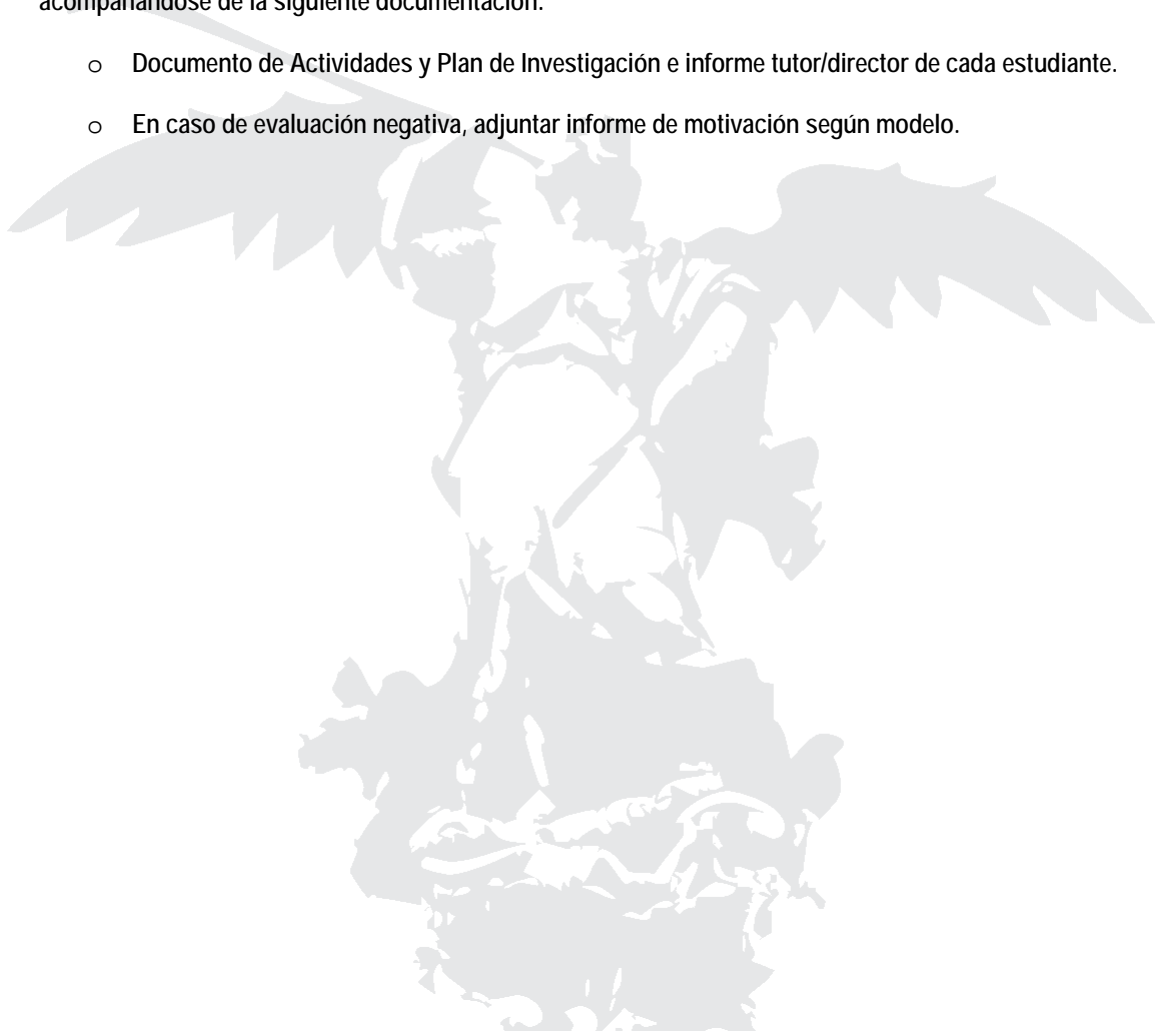 acompañándose de la siguiente documentación:
o Documento de Actividades y Plan de Investigación e informe tutor/director de cada estudiante.
o En caso de evaluación negativa, adjuntar informe de motivación según modelo.